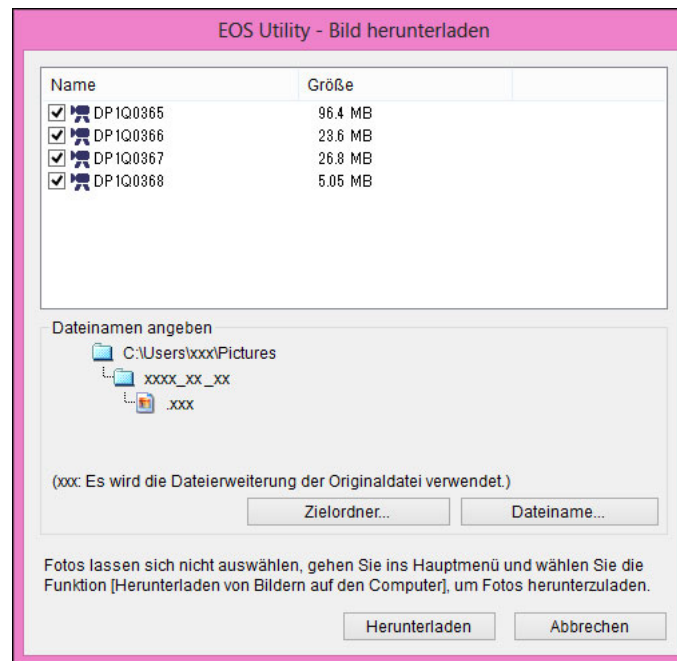 EOS Utility - Bild herunterladen
Name Größe
DP1Q0365 96.4 MB
DP1Q0366 23.6 MB
DP1Q0367 26.8 MB
DP1Q0368 5.05 MB
Dateinamen angeben
C:\Users\xxx\Pictures
xxxx_xx_xx
.xxx
(xxx: Es wird die Dateierweiterung der Originaldatei verwendet.)
Zielordner... Dateiname...
Fotos lassen sich nicht auswählen, gehen Sie ins Hauptmenü und wählen Sie die
Funktion [Herunterladen von Bildern auf den Computer], um Fotos herunterzuladen.
Herunterladen Abbrechen